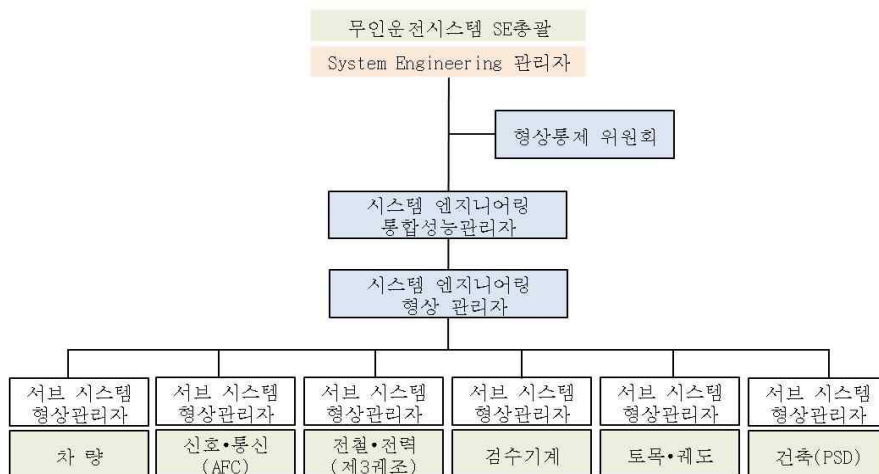 무인운전시스템 SE총괄
System Engineering 관리자
형상통제 위원회
시스템 엔지니어링
통합성능관리자
시스템 엔지니어링
형상 관리자
서브 시스템
형상관리자
차 량
서브 시스템
형상관리자
신호•통신
(AFC)
서브 시스템
형상관리자
전철•전력
(제3궤조)
서브 시스템
형상관리자
검수기계
서브 시스템
형상관리자
토목•궤도
서브 시스템
형상관리자
건축(PSD)